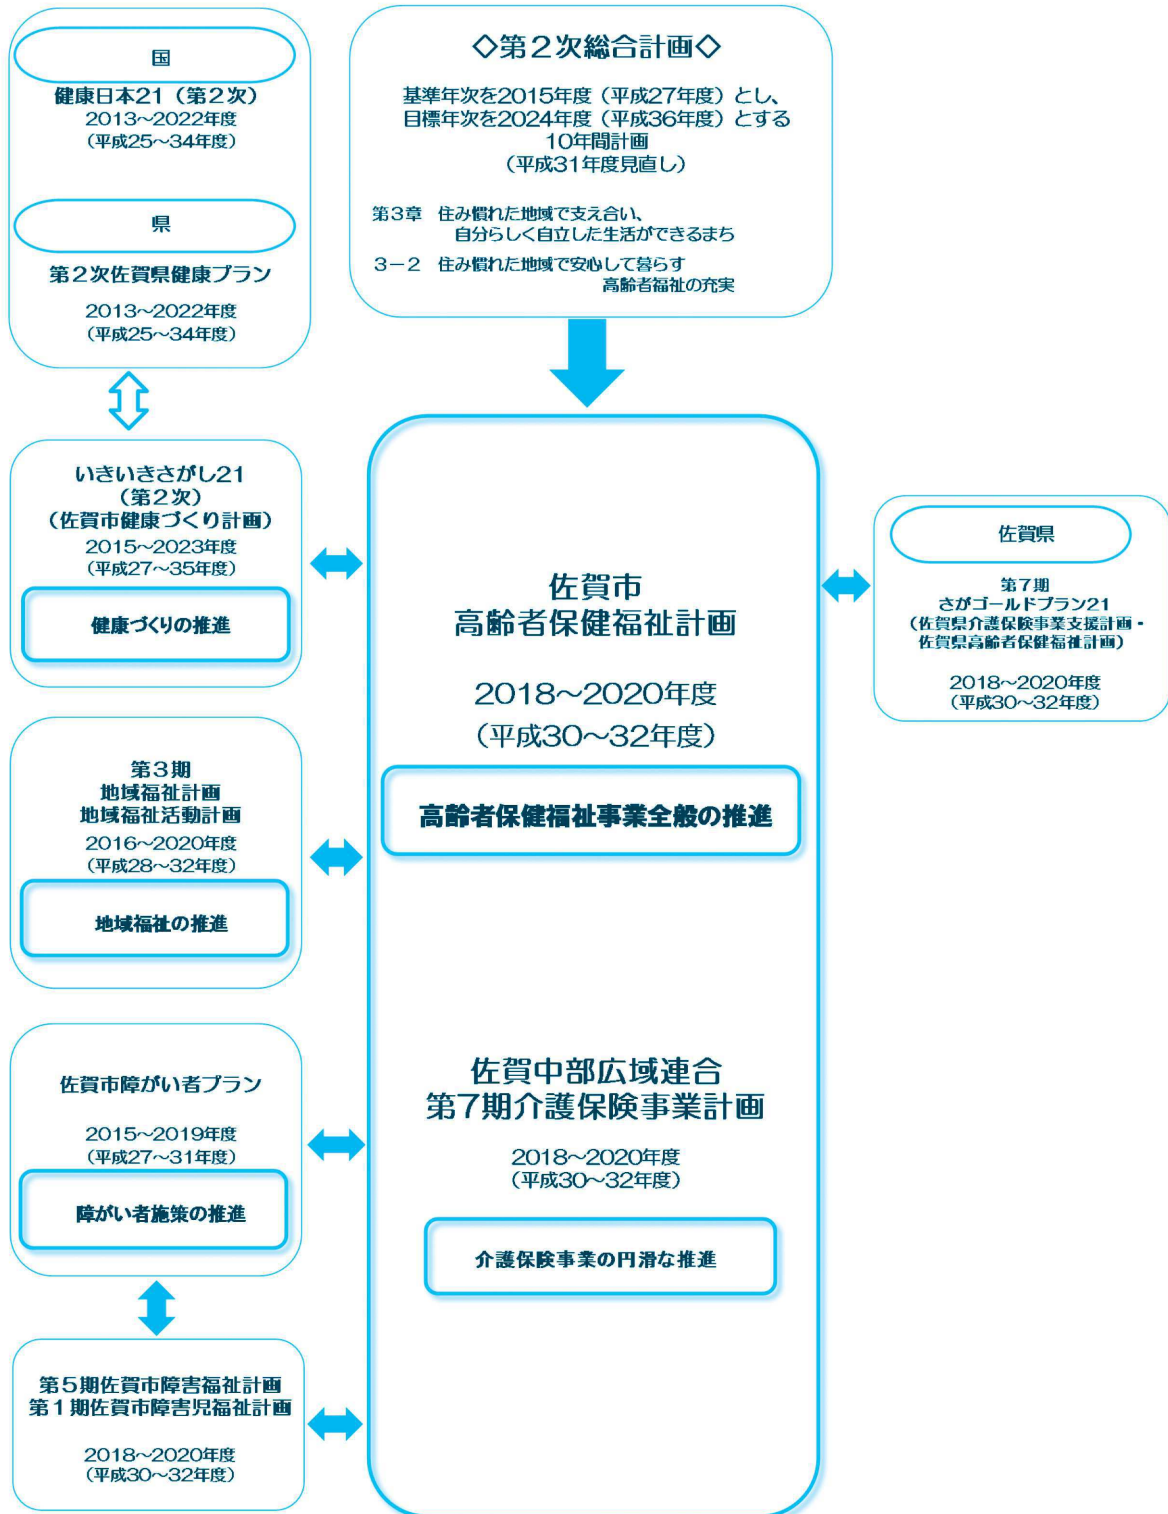 国
健康日本21（第２次）
2013～2022年度
（平成25～34年度）
県
第２次佐賀県健康プラン
2013～2022年度
（平成25～34年度）
◇第２次総合計画◇
基準年次を2015年度（平成27年度）とし、
目標年次を2024年度（平成36年度）とする
10年間計画
（平成31年度見直し）
第３章　住み慣れた地域で支え合い、
自分らしく自立した生活ができるまち
３－２　住み慣れた地域で安心して暮らす
高齢者福祉の充実
いきいきさがし21
（第２次）
（佐賀市健康づくり計画）
2015～2023年度
（平成27～35年度）
健康づくりの推進
第３期
地域福祉計画
地域福祉活動計画
2016～2020年度
（平成28～32年度）
地域福祉の推進
佐賀市障がい者プラン
2015～2019年度
（平成27～31年度）
障がい者施策の推進
第５期佐賀市障害福祉計画
第１期佐賀市障害児福祉計画
2018～2020年度
（平成30～32年度）
佐賀市
高齢者保健福祉計画
2018～2020年度
（平成30～32年度）
高齢者保健福祉事業全般の推進
佐賀中部広域連合
第７期介護保険事業計画
2018～2020年度
（平成30～32年度）
介護保険事業の円滑な推進
佐賀県
第７期
さがゴールドプラン21
（佐賀県介護保険事業支援計画・
佐賀県高齢者保健福祉計画）
2018～2020年度
（平成30～32年度）